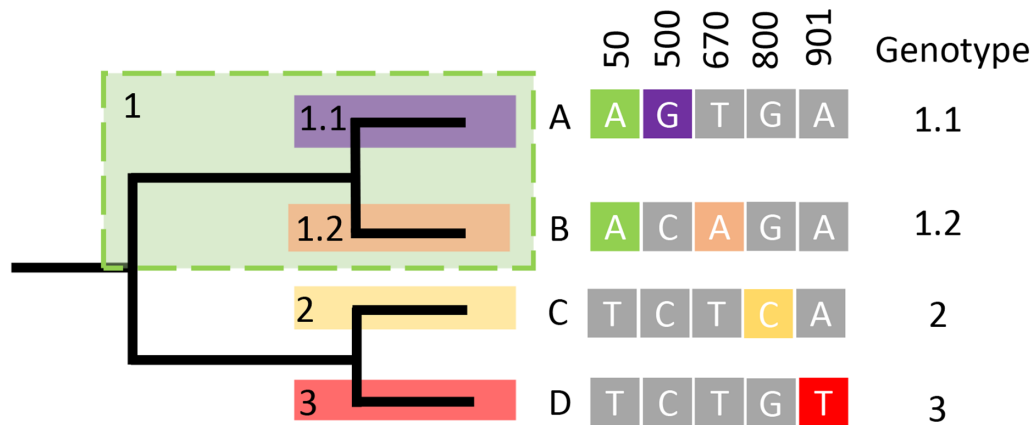 50 500 670 800 901 Genotype
1
1.1 A A G T G A 1.1
1.2 B A C A G A 1.2
2 C T C T C A 2
3 D T C T G T 3